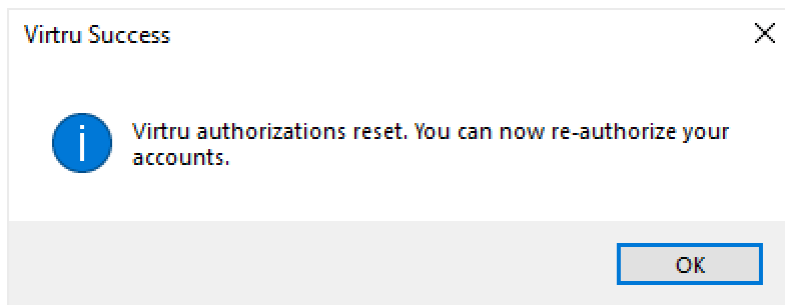 Virtru Success
Virtru authorizations reset. You can now re-authorize your
accounts.
OK